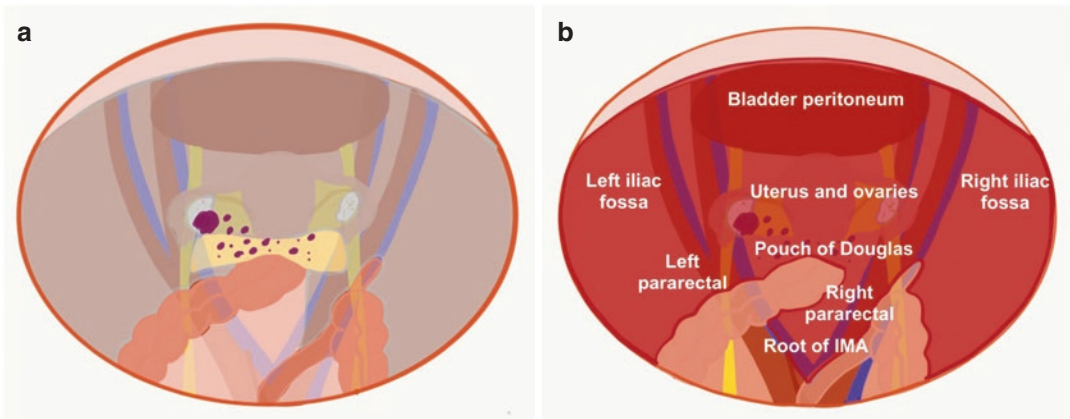 a
b
Bladder peritoneum
Left iliac
fossa
Uterus and ovaries
Right iliac
fossa
Pouch of Douglas
Left
pararectal
Right
pararectal
Root of IMA